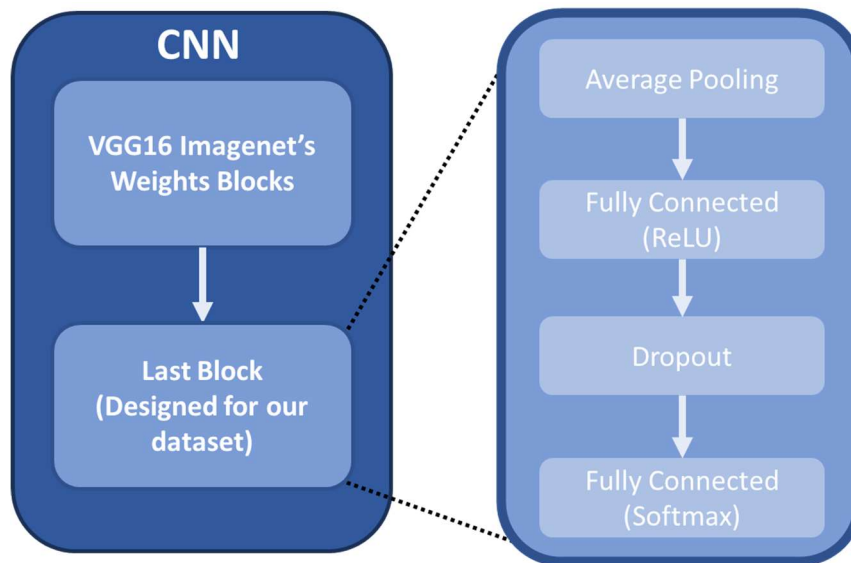 CNN
VGG16 Imagenet’s
Weights Blocks
Last Block
(Designed for our
dataset)
Average Pooling
Fully Connected
(ReLU)
Dropout
Fully Connected
(Softmax)